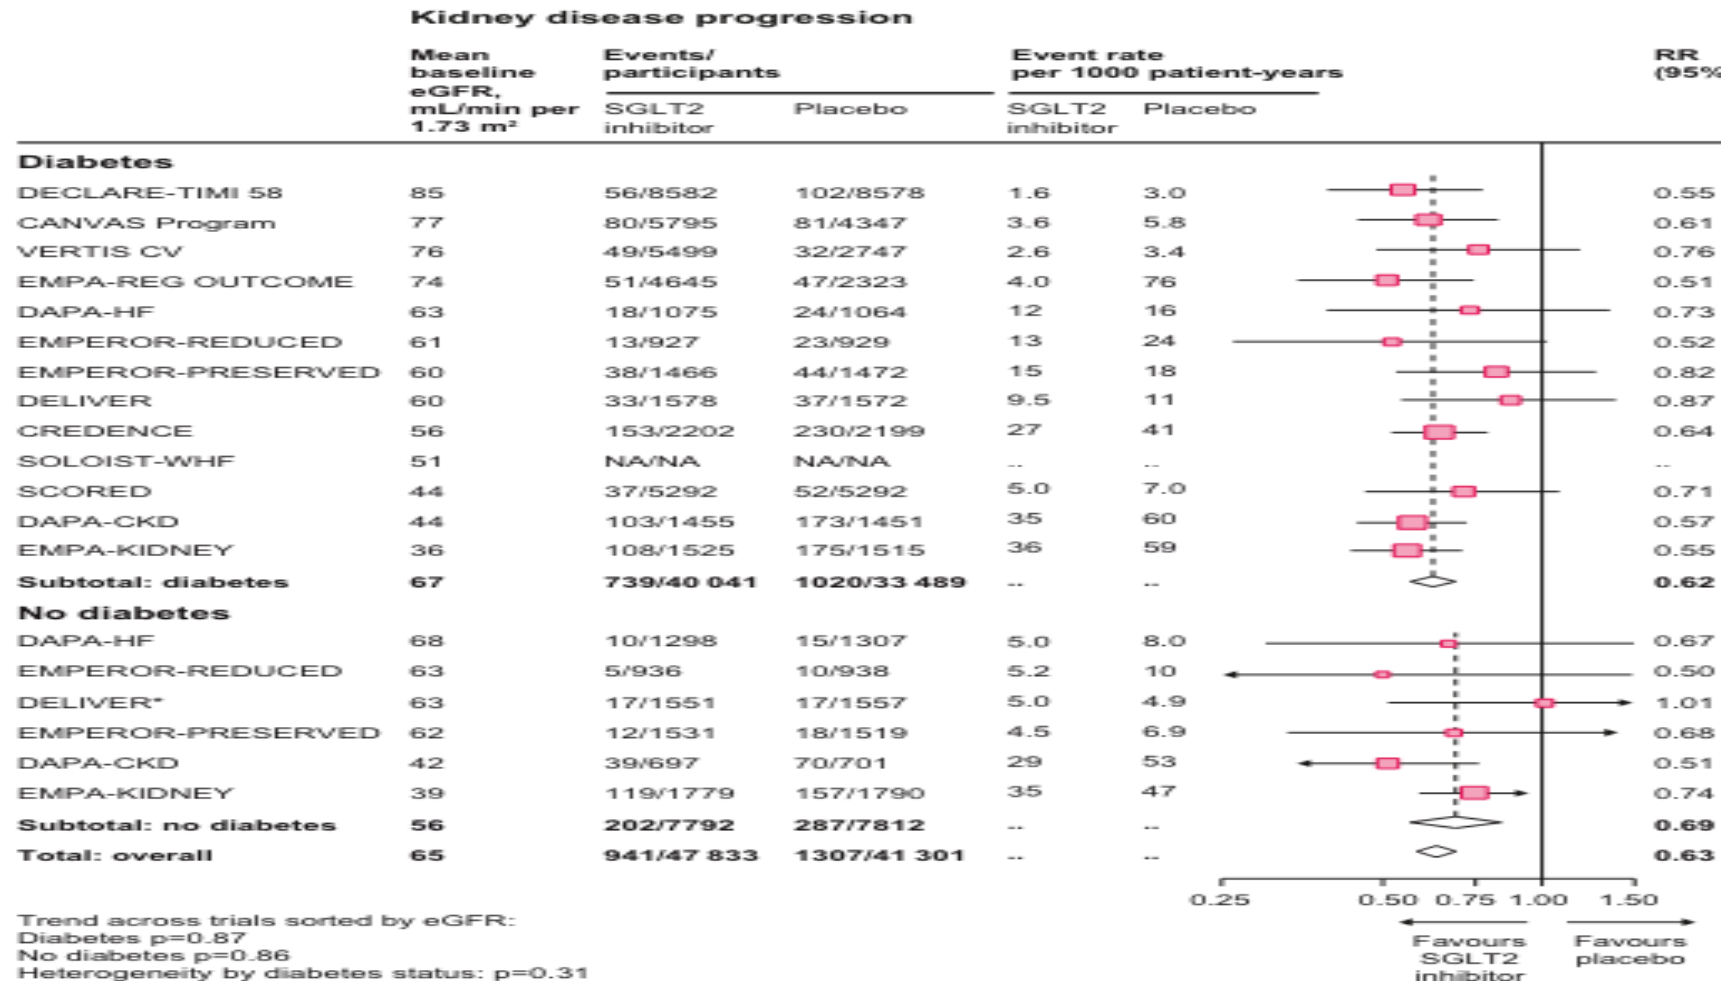 Kidney disease progression
Mean baseline eGFR, mL/min per 1.73 m² Events/ participants Event rate per 1000 patient-years RR (95%
SGLT2 inhibitor Placebo SGLT2 inhibitor Placebo
Diabetes
DECLARE-TIMI 58 85 56/8582 102/8578 1.6 3.0 0.55
CANVAS Program 77 80/5795 81/4347 3.6 5.8 0.61
VERTIS CV 76 49/5499 32/2747 2.6 3.4 0.76
EMPA-REG OUTCOME 74 51/4645 47/2323 4.0 76 0.51
DAPA-HF 63 18/1075 24/1064 12 16 0.73
EMPEROR-REDUCED 61 13/927 23/929 13 24 0.52
EMPEROR-PRESERVED 60 38/1466 44/1472 15 18 0.82
DELIVER 60 33/1578 37/1572 9.5 11 0.87
CREDENCE 56 153/2202 230/2199 27 41 0.64
SOLOIST-WHF 51 NA/NA NA/NA -- -- --
SCORED 44 37/5292 52/5292 5.0 7.0 0.71
DAPA-CKD 44 103/1455 173/1451 35 60 0.57
EMPA-KIDNEY 36 108/1525 175/1515 36 59 0.55
Subtotal: diabetes 67 739/40 041 1020/33 489 -- -- 0.62
No diabetes
DAPA-HF 68 10/1298 15/1307 5.0 8.0 0.67
EMPEROR-REDUCED 63 5/936 10/938 5.2 10 0.50
DELIVER* 63 17/1551 17/1557 5.0 4.9 1.01
EMPEROR-PRESERVED 62 12/1531 18/1519 4.5 6.9 0.68
DAPA-CKD 42 39/697 70/701 29 53 0.51
EMPA-KIDNEY 39 119/1779 157/1790 35 47 0.74
Subtotal: no diabetes 56 202/7792 287/7812 -- -- 0.69
Total: overall 65 941/47 833 1307/41 301 -- -- 0.63
0.25 0.50 0.75 1.00 1.50
Trend across trials sorted by eGFR:
Diabetes p=0.87
No diabetes p=0.86
Heterogeneity by diabetes status: p=0.31
Favours SGLT2 inhibitor
Favours placebo